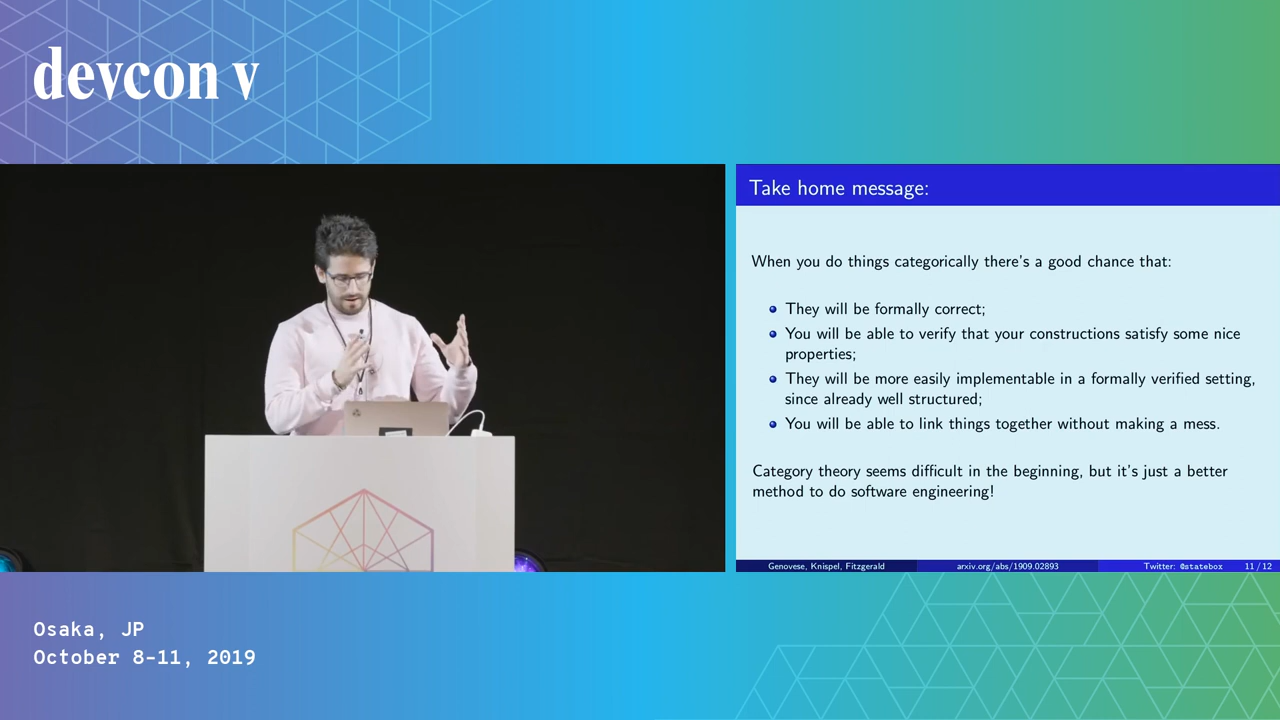 devcon v
Take home message:
When you do things categorically there's a good chance that:
They will be formally correct;
You will be able to verify that your constructions satisfy some nice
properties;
They will be more easily implementable in a formally verified setting,
since already well structured;
You will be able to link things together without making a mess.
Category theory seems difficult in the beginning, but it's just a better
method to do software engineering!
Genovese, Knispel, Fitzgerald
arxiv.org/abs/1909.02893
Twitter: @statebox
11 / 12
Osaka, JP
October 8-11, 2019